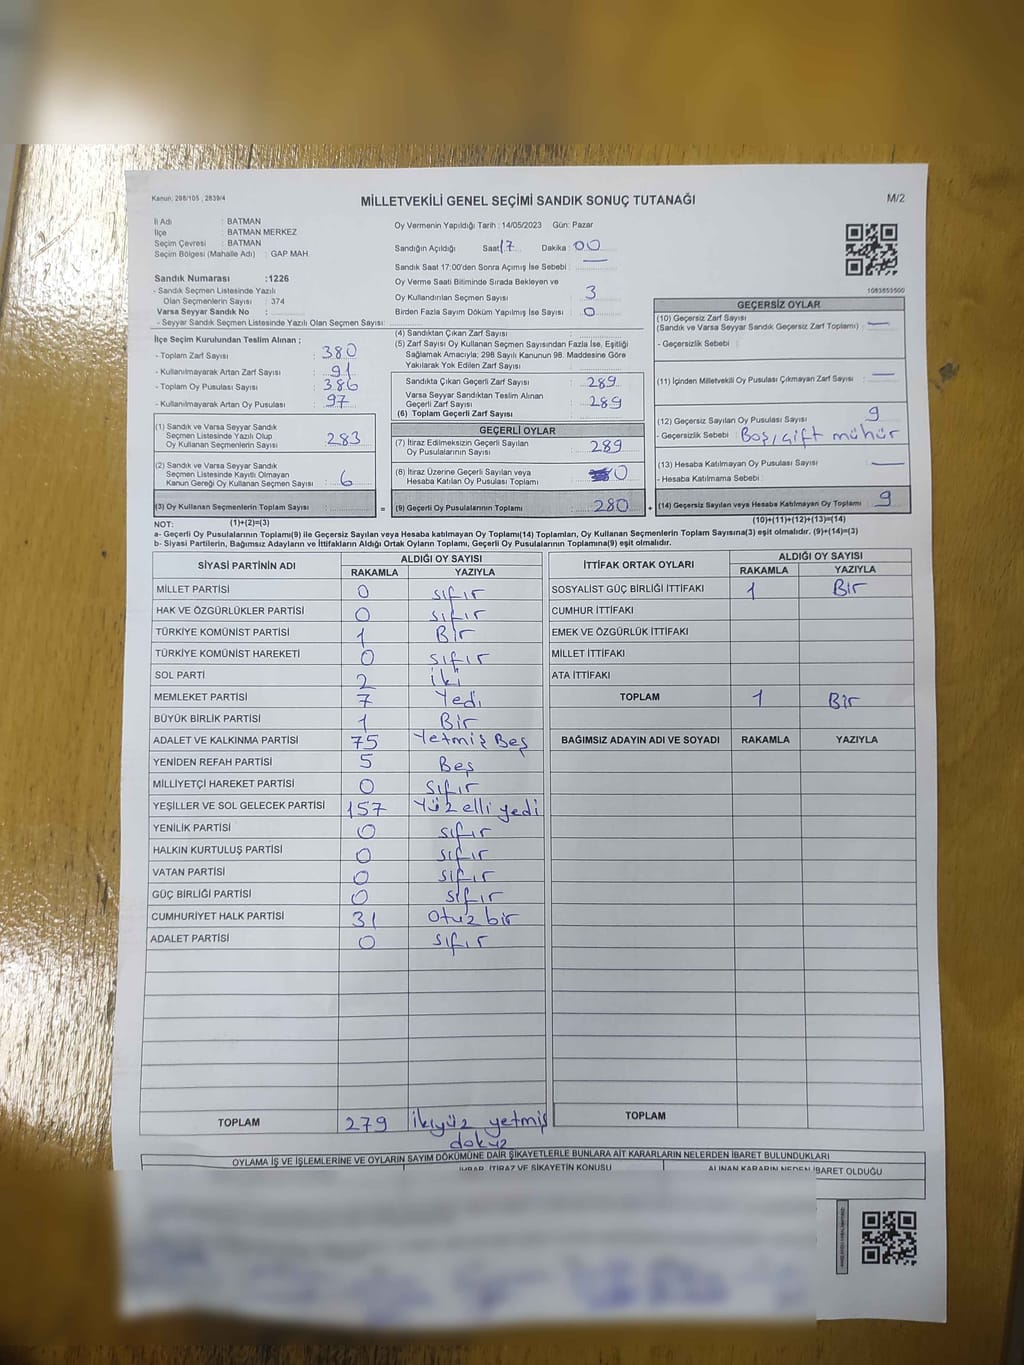 Kanun; 298/105 , 2839/4
MİLLETVEKİLİ GENEL SEÇİMİ SANDIK SONUÇ TUTANAĞI
M/2
İl Adı : BATMAN
İlçe : BATMAN MERKEZ
Seçim Çevresi : BATMAN
Seçim Bölgesi (Mahalle Adı) : GAP MAH.
Sandık Numarası :1226
- Sandık Seçmen Listesinde Yazılı
Olan Seçmenlerin Sayısı : 374
Varsa Seyyar Sandık No :
- Seyyar Sandık Seçmen Listesinde Yazılı Olan Seçmen Sayısı:
Oy Vermenin Yapıldığı Tarih : 14/05/2023 Gün: Pazar
Sandığın Açıldığı Saat 17 Dakika : 00
Sandık Saat 17:00'den Sonra Açımış İse Sebebi : —
Oy Verme Saati Bitiminde Sırada Bekleyen ve
Oy Kullandırılan Seçmen Sayısı : 3
Birden Fazla Sayım Döküm Yapılmış İse Sayısı : 0
1083853500
İlçe Seçim Kurulundan Teslim Alınan ;
- Toplam Zarf Sayısı : 380
- Kullanılmayarak Artan Zarf Sayısı : 91
- Toplam Oy Pusulası Sayısı : 386
- Kullanılmayarak Artan Oy Pusulası : 97
(1) Sandık ve Varsa Seyyar Sandık
Seçmen Listesinde Yazılı Olup
Oy Kullanan Seçmenlerin Sayısı : 283
(2) Sandık ve Varsa Seyyar Sandık
Seçmen Listesinde Kayıtlı Olmayan
Kanun Gereği Oy Kullanan Seçmen Sayısı : 6
(3) Oy Kullanan Seçmenlerin Toplam Sayısı : =
(4) Sandıktan Çıkan Zarf Sayısı :
(5) Zarf Sayısı Oy Kullanan Seçmen Sayısından Fazla İse, Eşitliği
Sağlamak Amacıyla; 298 Sayılı Kanunun 98. Maddesine Göre
Yakılarak Yok Edilen Zarf Sayısı :
Sandıkta Çıkan Geçerli Zarf Sayısı : 289
Varsa Seyyar Sandıktan Teslim Alınan
Geçerli Zarf Sayısı : 289
(6) Toplam Geçerli Zarf Sayısı :
GEÇERLİ OYLAR
(7) İtiraz Edilmeksizin Geçerli Sayılan
Oy Pusulalarının Sayısı : 289
(8) İtiraz Üzerine Geçerli Sayılan veya
Hesaba Katılan Oy Pusulası Toplamı : 0
(9) Geçerli Oy Pusulalarının Toplamı : 280 +
GEÇERSİZ OYLAR
(10) Geçersiz Zarf Sayısı
(Sandık ve Varsa Seyyar Sandık Geçersiz Zarf Toplamı) : —
- Geçersizlik Sebebi :
(11) İçinden Milletvekili Oy Pusulası Çıkmayan Zarf Sayısı : —
(12) Geçersiz Sayılan Oy Pusulası Sayısı : 9
- Geçersizlik Sebebi : Boş, çift mühür
(13) Hesaba Katılmayan Oy Pusulası Sayısı : —
- Hesaba Katılmama Sebebi :
(14) Geçersiz Sayılan veya Hesaba Katılmayan Oy Toplamı : 9
NOT: (1)+(2)=(3) (10)+(11)+(12)+(13)=(14)
a- Geçerli Oy Pusulalarının Toplamı(9) ile Geçersiz Sayılan veya Hesaba Katılmayan Oy Toplamı(14) Toplamları, Oy Kullanan Seçmenlerin Toplam Sayısına(3) eşit olmalıdır. (9)+(14)=(3)
b- Siyasi Partilerin, Bağımsız Adayların ve İttifakların Aldığı Ortak Oyların Toplamı, Geçerli Oy Pusulalarının Toplamına(9) eşit olmalıdır.
SİYASİ PARTİNİN ADI ALDIĞI OY SAYISI
RAKAMLA YAZIYLA
MİLLET PARTİSİ 0 sıfır
HAK VE ÖZGÜRLÜKLER PARTİSİ 0 sıfır
TÜRKİYE KOMÜNİST PARTİSİ 1 Bir
TÜRKİYE KOMÜNİST HAREKETİ 0 sıfır
SOL PARTİ 2 iki
MEMLEKET PARTİSİ 7 Yedi
BÜYÜK BİRLİK PARTİSİ 1 Bir
ADALET VE KALKINMA PARTİSİ 75 Yetmiş Beş
YENİDEN REFAH PARTİSİ 5 Beş
MİLLİYETÇİ HAREKET PARTİSİ 0 sıfır
YEŞİLLER VE SOL GELECEK PARTİSİ 157 Yüz elli yedi
YENİLİK PARTİSİ 0 sıfır
HALKIN KURTULUŞ PARTİSİ 0 sıfır
VATAN PARTİSİ 0 sıfır
GÜÇ BİRLİĞİ PARTİSİ 0 sıfır
CUMHURİYET HALK PARTİSİ 31 otuz bir
ADALET PARTİSİ 0 sıfır
TOPLAM 279 ikiyüz yetmiş
dokuz
İTTİFAK ORTAK OYLARI ALDIĞI OY SAYISI
RAKAMLA YAZIYLA
SOSYALİST GÜÇ BİRLİĞİ İTTİFAKI 1 Bir
CUMHUR İTTİFAKI
EMEK VE ÖZGÜRLÜK İTTİFAKI
MİLLET İTTİFAKI
ATA İTTİFAKI
TOPLAM 1 Bir
BAĞIMSIZ ADAYIN ADI VE SOYADI RAKAMLA YAZIYLA
TOPLAM
OYLAMA İŞ VE İŞLEMLERİNE VE OYLARIN SAYIM DÖKÜMÜNE DAİR ŞİKAYETLERLE BUNLARA AİT KARARLARIN NELERDEN İBARET BULUNDUKLARI
İHBAR, İTİRAZ VE ŞİKAYETİN KONUSU ALINAN KARARIN NEDEN İBARET OLDUĞU